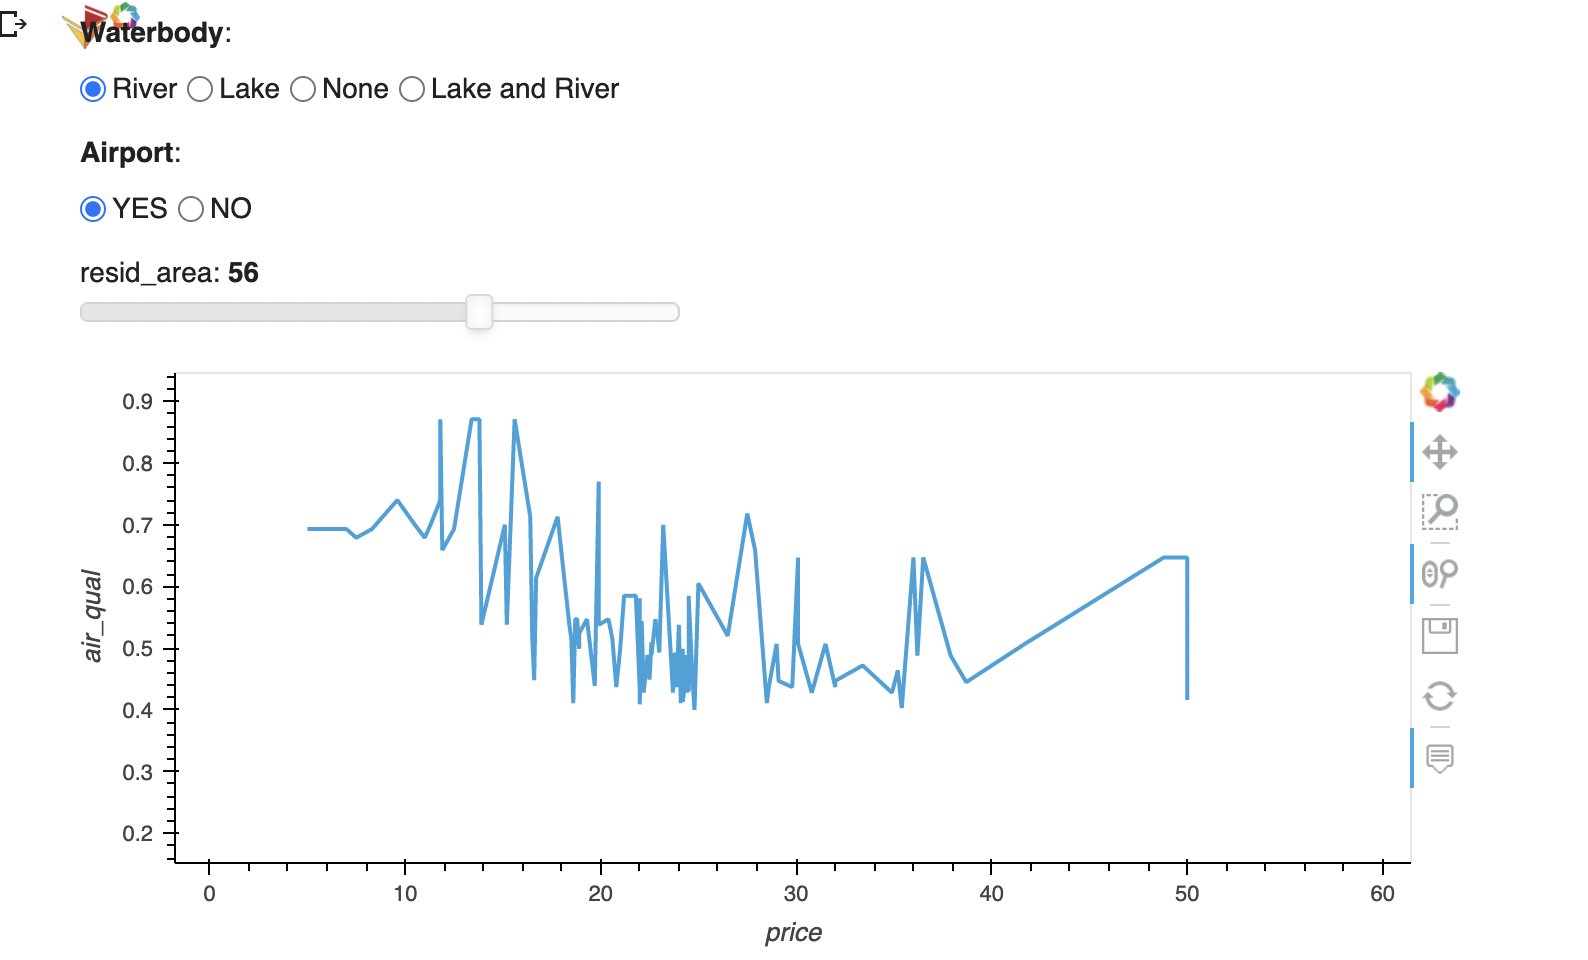 Waterbody:
River Lake None Lake and River
Airport:
YES NO
resid_area: 56
0.9
0.8
0.7
0.6
0.5
0.4
0.3
0.2
air_qual
0 10 20 30 40 50 60
price